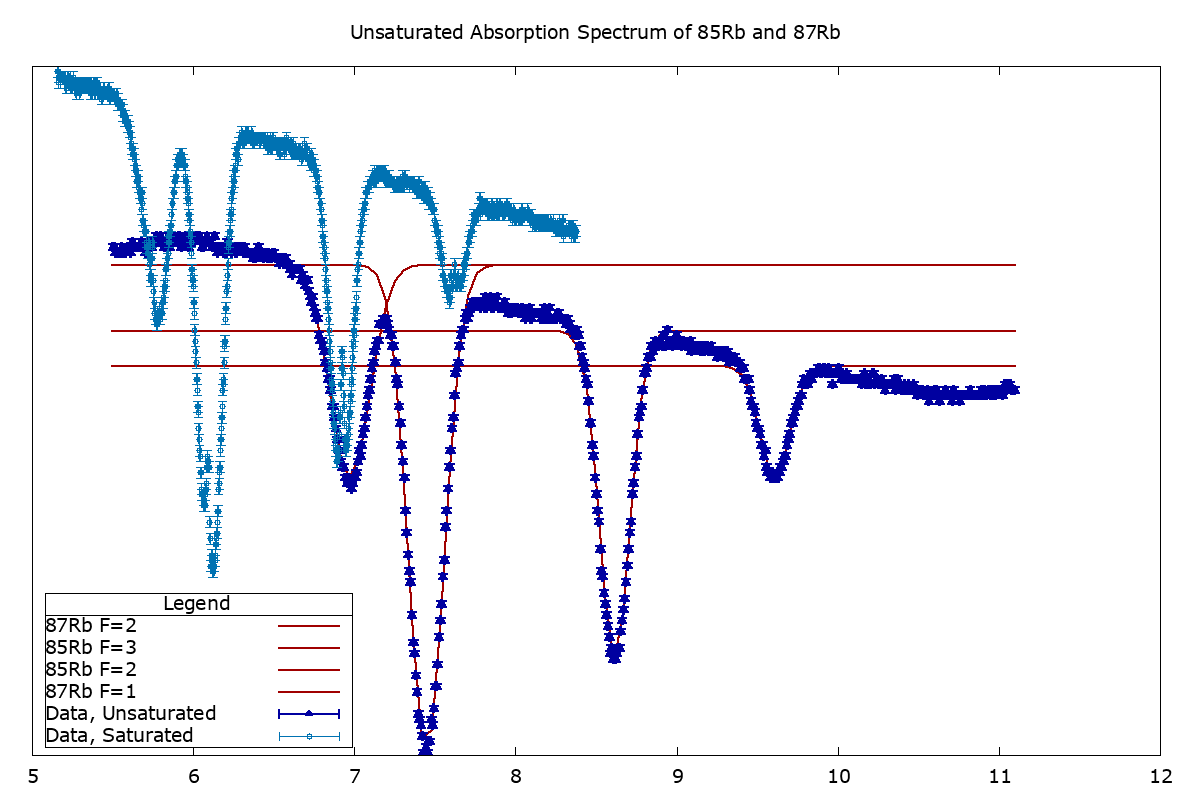 Unsaturated Absorption Spectrum of 85Rb and 87Rb
Legend
87Rb F=2
85Rb F=3
85Rb F=2
87Rb F=1
Data, Unsaturated
Data, Saturated
5 6 7 8 9 10 11 12